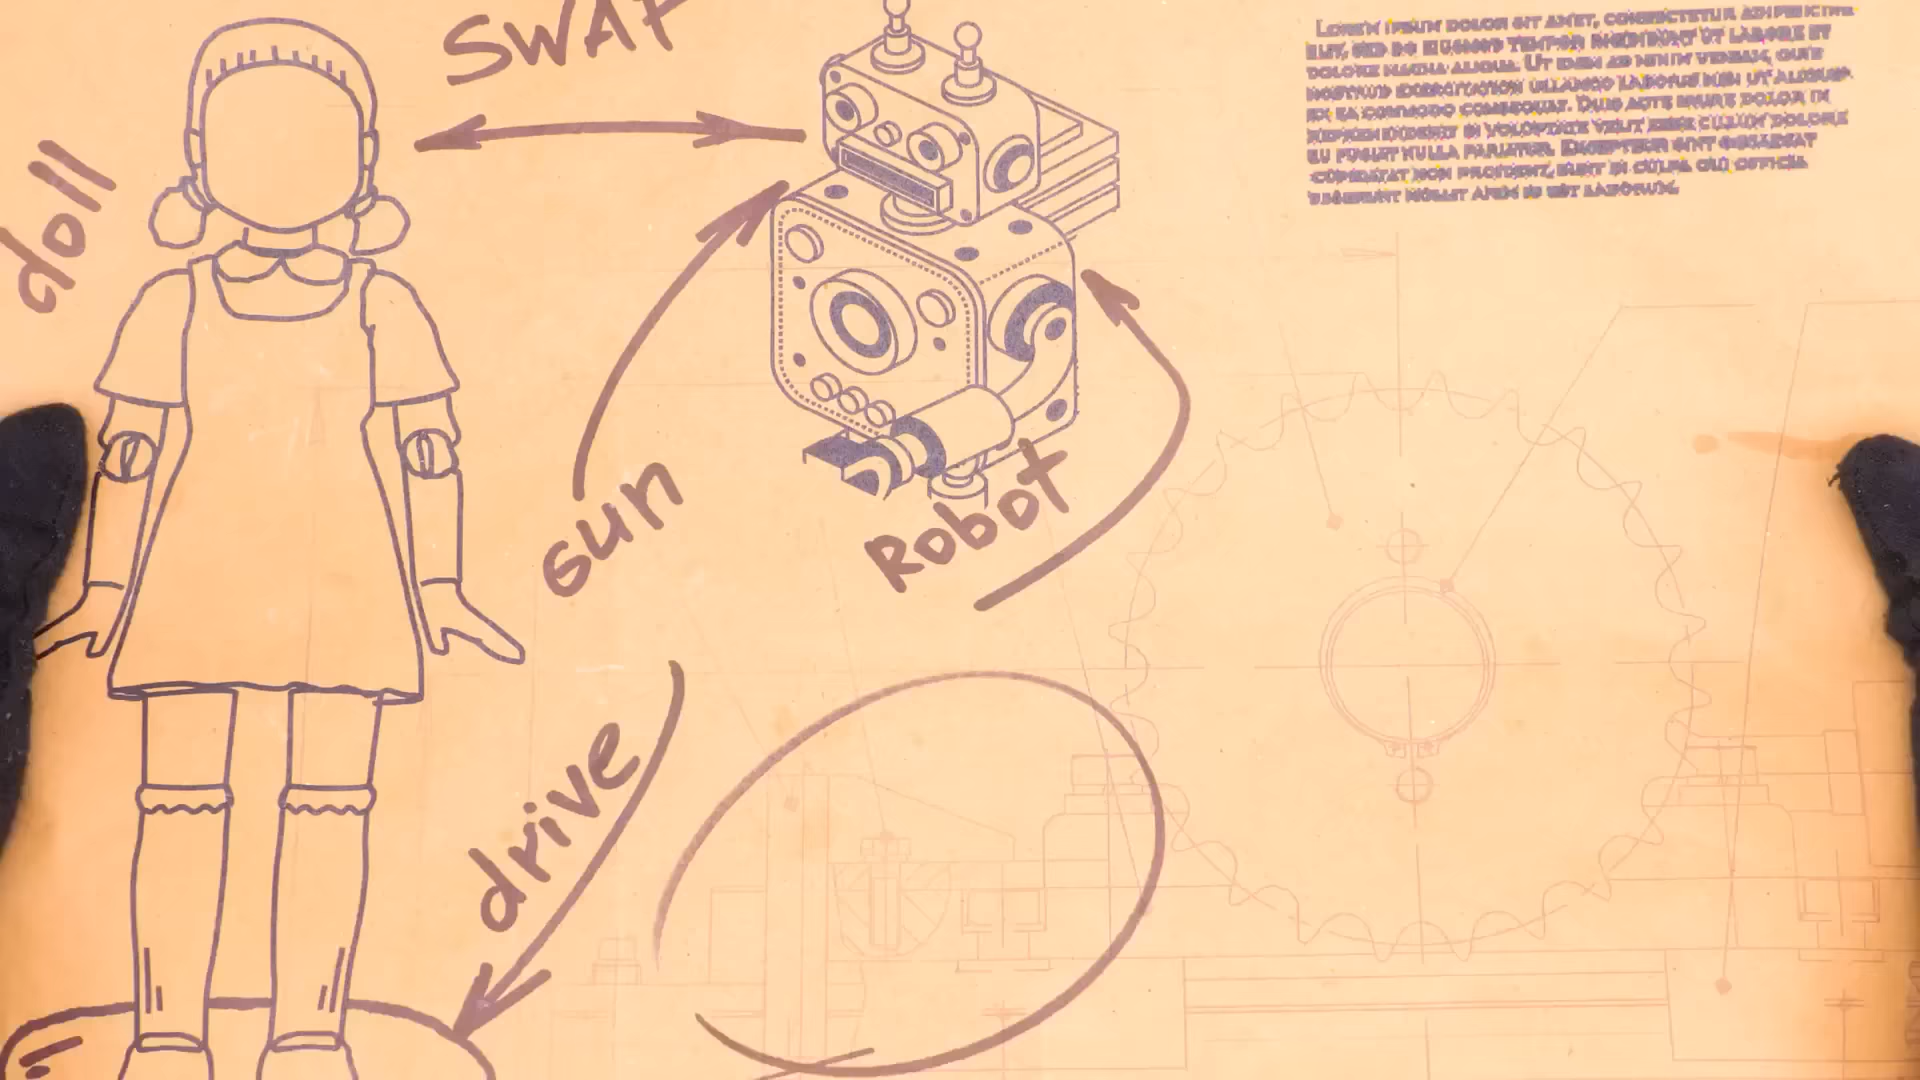 SWAP
doll
gun
Robot
drive
Lorem ipsum dolor sit amet, consectetur adipisicing
elit, sed do eiusmod tempor incididunt ut labore et
dolore magna aliqua. Ut enim ad minim veniam, quis
nostrud exercitation ullamco laboris nisi ut aliquip
ex ea commodo consequat. Duis aute irure dolor in
reprehenderit in voluptate velit esse cillum dolore
eu fugiat nulla pariatur. Excepteur sint occaecat
cupidatat non proident, sunt in culpa qui officia
deserunt mollit anim id est laborum.